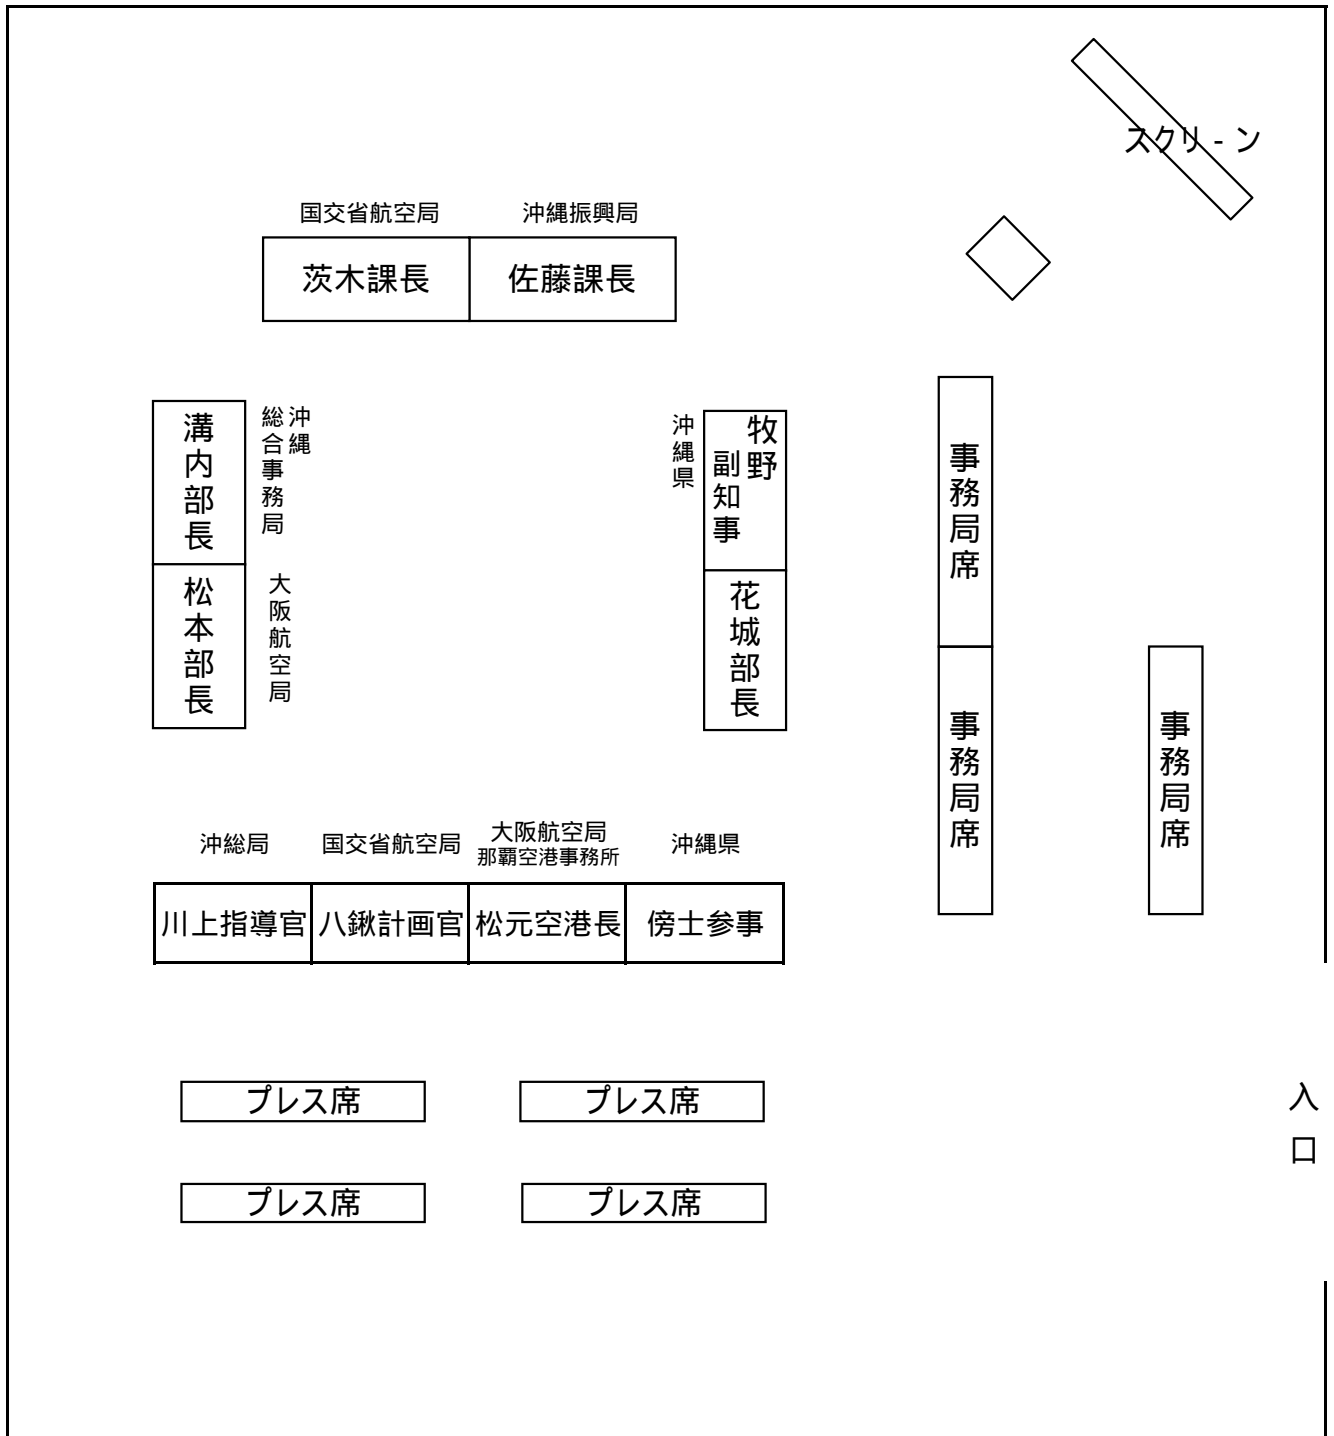 スクリ-ン
国交省航空局
沖縄振興局
茨木課長
佐藤課長
溝内部長
沖縄
総合事務局
松本部長
大阪航空局
沖縄県
牧野
副知事
花城部長
事務局席
事務局席
事務局席
沖総局
国交省航空局
大阪航空局
那覇空港事務所
沖縄県
川上指導官
八鍬計画官
松元空港長
傍士参事
プレス席
プレス席
プレス席
プレス席
入口